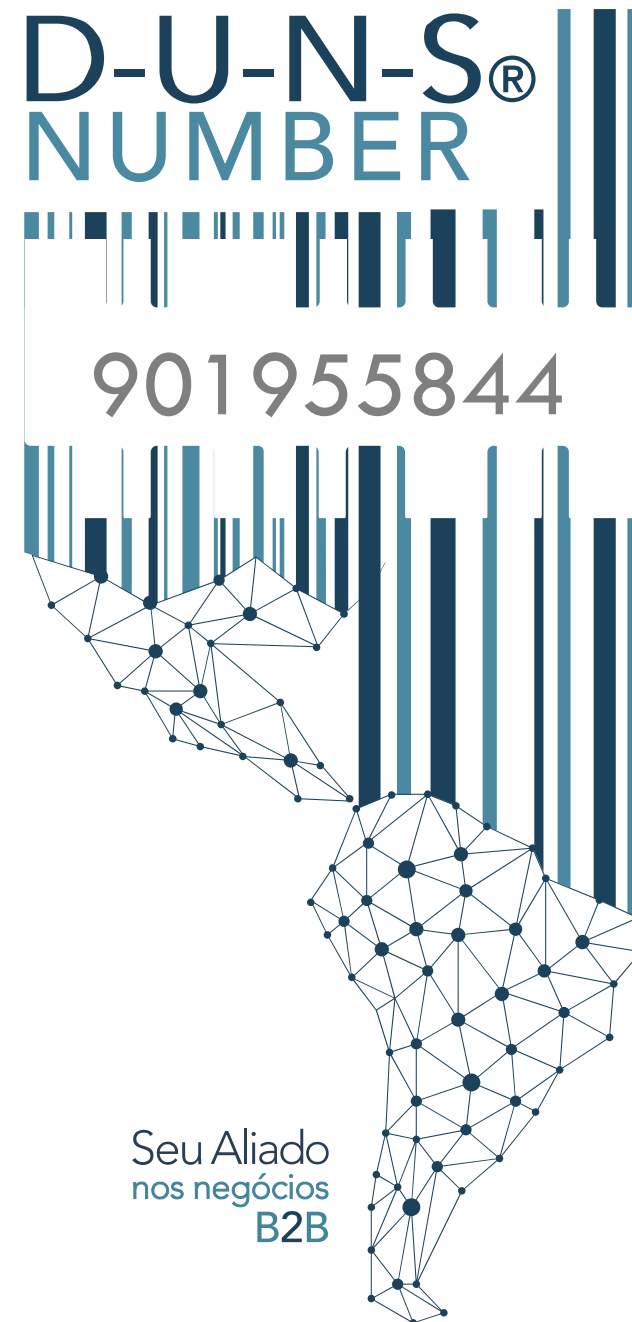 D-U-N-S®
NUMBER
901955844
Seu Aliado
nos negócios
B2B